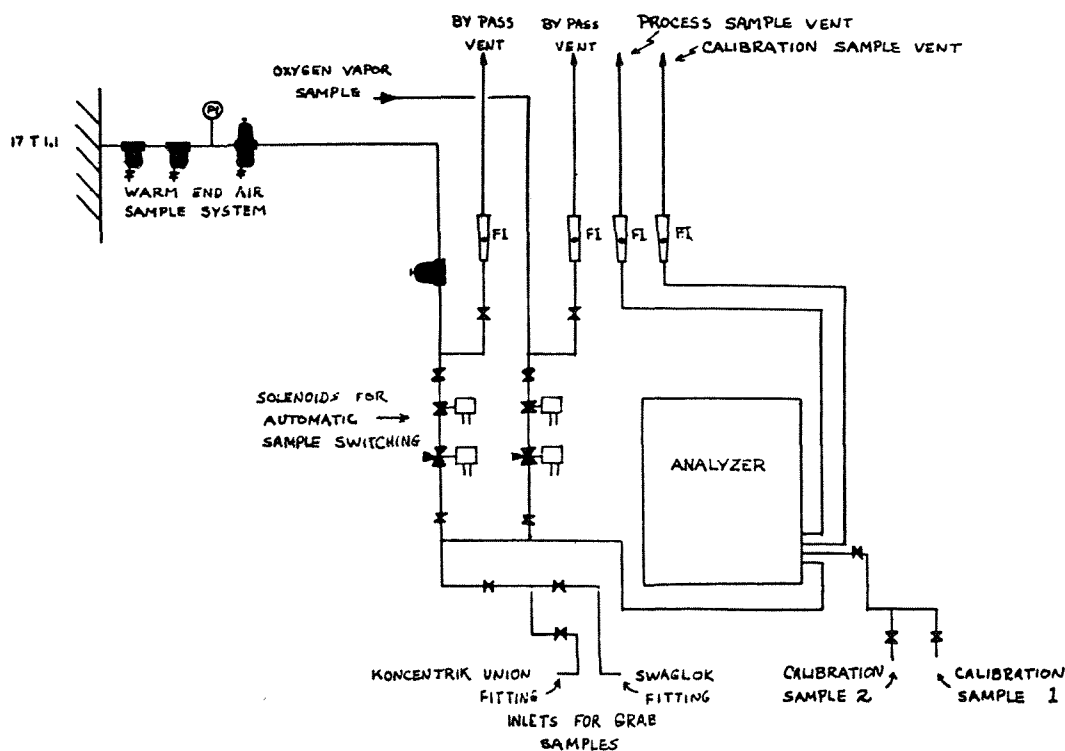 BY PASS
VENT
BY PASS
VENT
PROCESS SAMPLE VENT
CALIBRATION SAMPLE VENT
OXYGEN VAPOR
SAMPLE
PI
17 T 1.1
WARM END AIR
SAMPLE SYSTEM
FI
FI
FI
FI
SOLENOIDS FOR
AUTOMATIC
SAMPLE SWITCHING
ANALYZER
KONCENTRIK UNION
FITTING
SWAGLOK
FITTING
INLETS FOR GRAB
SAMPLES
CALIBRATION
SAMPLE 2
CALIBRATION
SAMPLE 1